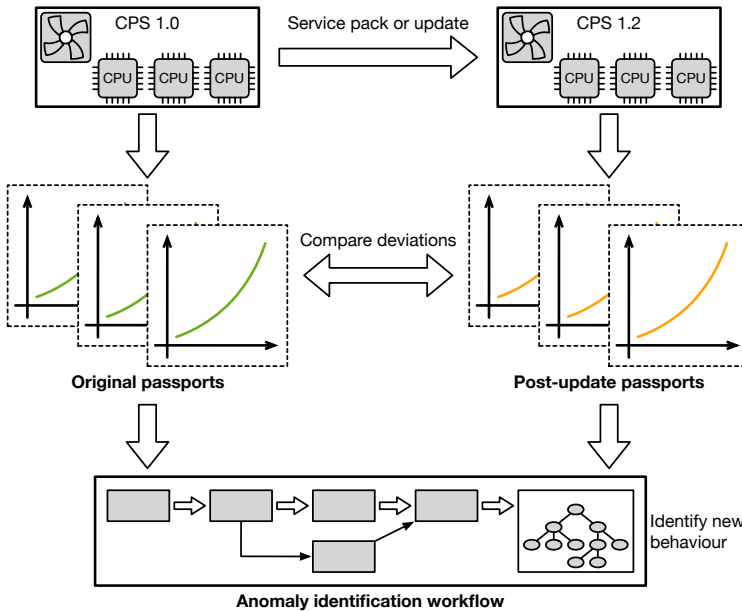 CPS 1.0
Service pack or update
CPS 1.2
CPU CPU CPU
CPU CPU CPU
Compare deviations
Original passports
Post-update passports
Identify new
behaviour
Anomaly identification workflow